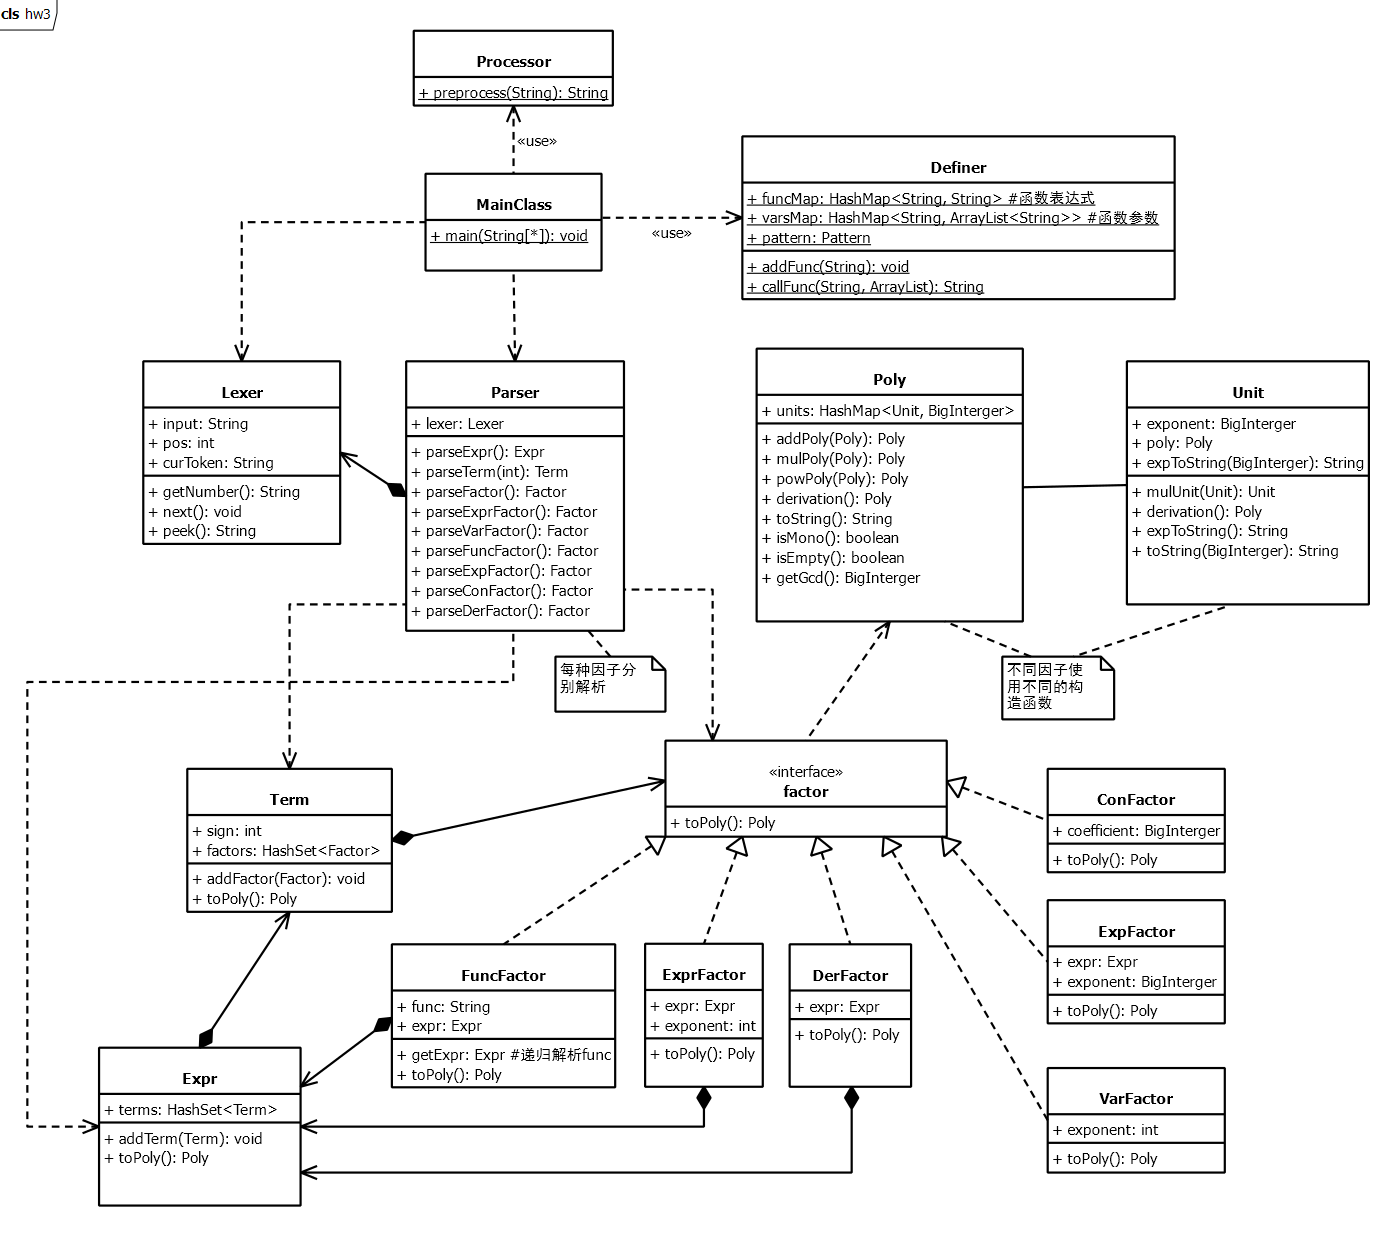 cls hw3
Processor
+ preprocess(String): String
«use»
MainClass
+ main(String[*]): void
«use»
Definer
+ funcMap: HashMap<String, String> #函数表达式
+ varsMap: HashMap<String, ArrayList<String>> #函数参数
+ pattern: Pattern
+ addFunc(String): void
+ callFunc(String, ArrayList): String
Lexer
+ input: String
+ pos: int
+ curToken: String
+ getNumber(): String
+ next(): void
+ peek(): String
Parser
+ lexer: Lexer
+ parseExpr(): Expr
+ parseTerm(int): Term
+ parseFactor(): Factor
+ parseExprFactor: Factor
+ parseVarFactor(): Factor
+ parseFuncFactor(): Factor
+ parseExpFactor(): Factor
+ parseConFactor(): Factor
+ parseDerFactor(): Factor
Poly
+ units: HashMap<Unit, BigInterger>
+ addPoly(Poly): Poly
+ mulPoly(Poly): Poly
+ powPoly(Poly): Poly
+ derivation(): Poly
+ toString(): String
+ isMono(): boolean
+ isEmpty(): boolean
+ getGcd(): BigInterger
Unit
+ exponent: BigInterger
+ poly: Poly
+ expToString(BigInterger): String
+ mulUnit(Unit): Unit
+ derivation(): Poly
+ expToString(): String
+ toString(BigInterger): String
每种因子分
别解析
不同因子使
用不同的构
造函数
Term
+ sign: int
+ factors: HashSet<Factor>
+ addFactor(Factor): void
+ toPoly(): Poly
«interface»
factor
+ toPoly(): Poly
ConFactor
+ coefficient: BigInterger
+ toPoly(): Poly
FuncFactor
+ func: String
+ expr: Expr
+ getExpr: Expr #递归解析func
+ toPoly(): Poly
ExprFactor
+ expr: Expr
+ exponent: int
+ toPoly(): Poly
DerFactor
+ expr: Expr
+ toPoly(): Poly
ExpFactor
+ expr: Expr
+ exponent: BigInterger
+ toPoly(): Poly
Expr
+ terms: HashSet<Term>
+ addTerm(Term): void
+ toPoly(): Poly
VarFactor
+ exponent: int
+ toPoly(): Poly